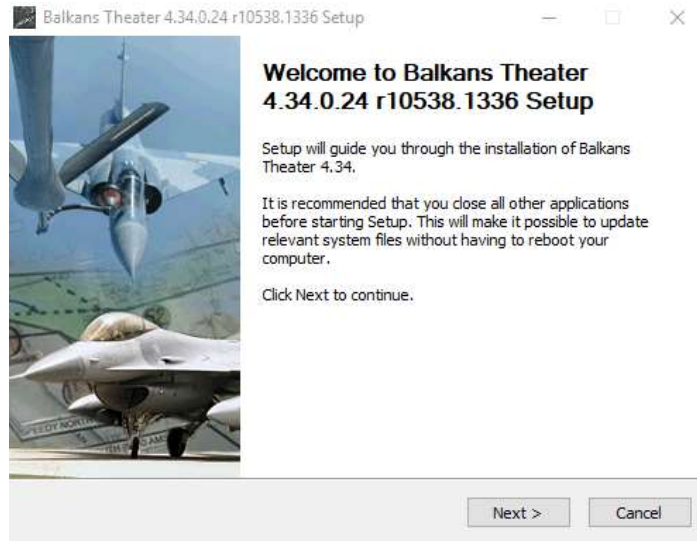 Balkans Theater 4.34.0.24 r10538.1336 Setup
Welcome to Balkans Theater
4.34.0.24 r10538.1336 Setup
Setup will guide you through the installation of Balkans
Theater 4.34.
It is recommended that you close all other applications
before starting Setup. This will make it possible to update
relevant system files without having to reboot your
computer.
Click Next to continue.
SPEEDY NORTH
Next >
Cancel